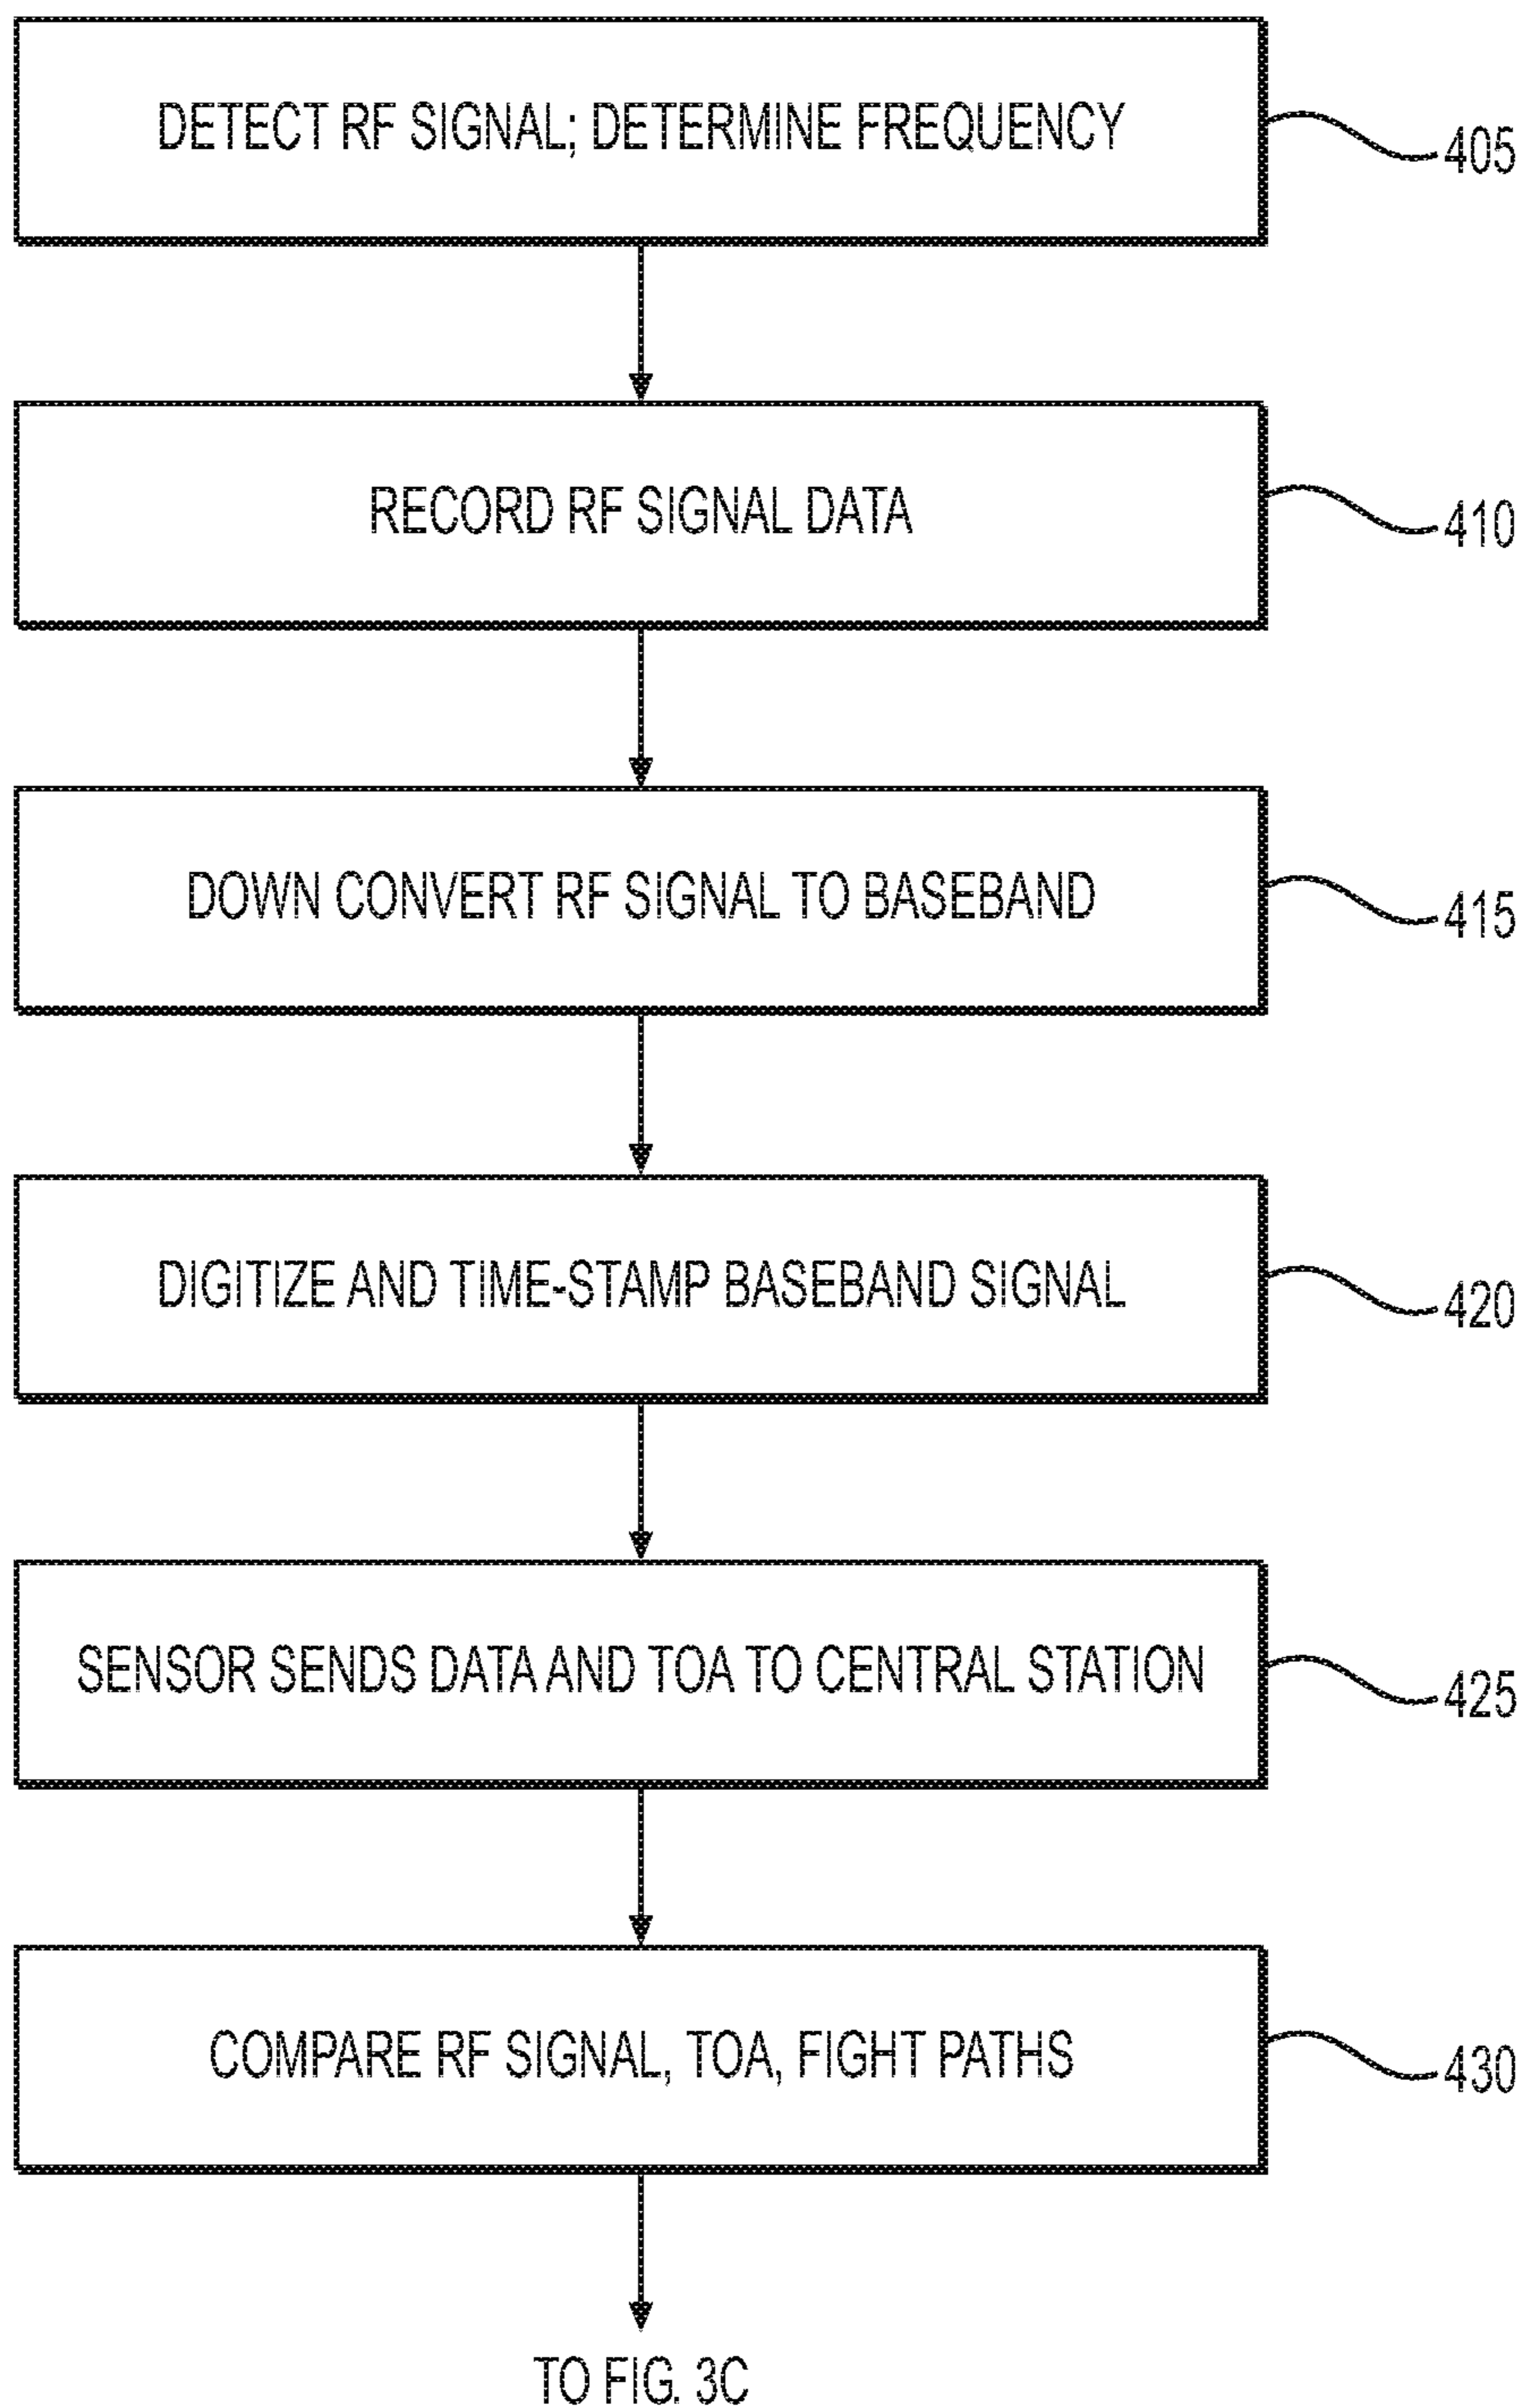 DETECT RF SIGNAL; DETERMINE FREQUENCY
405
RECORD RF SIGNAL DATA
410
DOWN CONVERT RF SIGNAL TO BASEBAND
415
DIGITIZE AND TIME-STAMP BASEBAND SIGNAL
420
SENSOR SENDS DATA AND TOA TO CENTRAL STATION
425
COMPARE RF SIGNAL, TOA, FIGHT PATHS
430
TO FIG. 3C